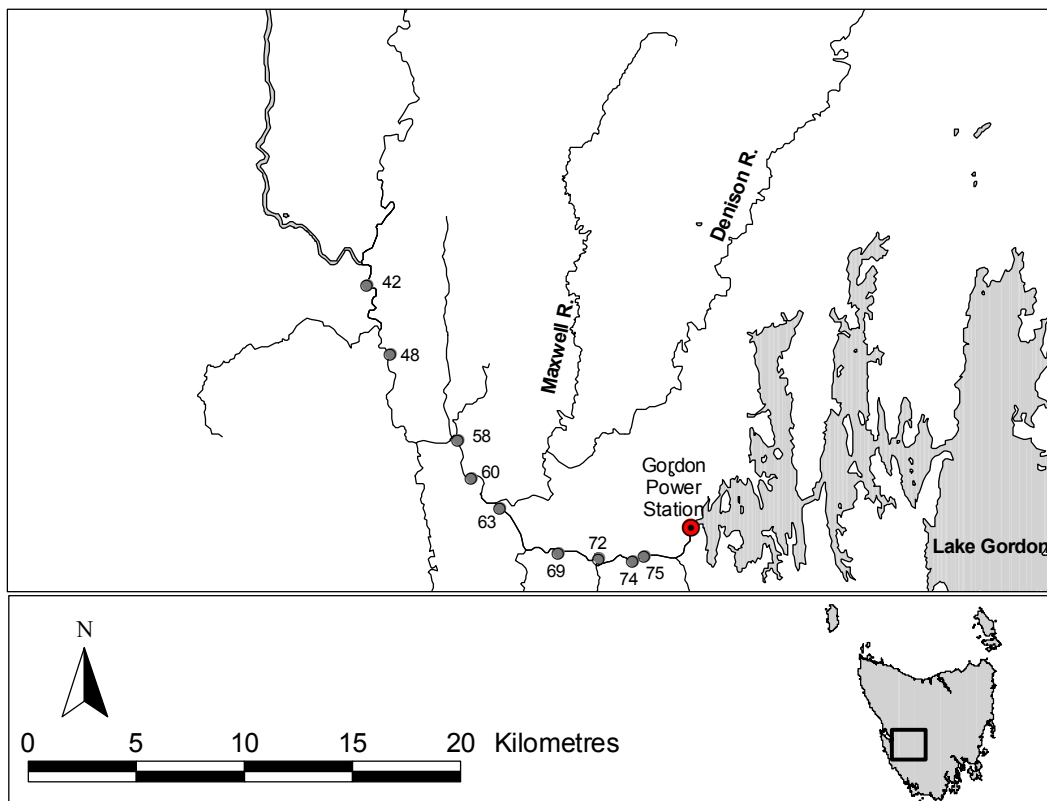 Denison R.
Maxwell R.
42
48
58
60
63
Gordon
Power
Station
69
72
74
75
Lake Gordon
N
0 5 10 15 20 Kilometres